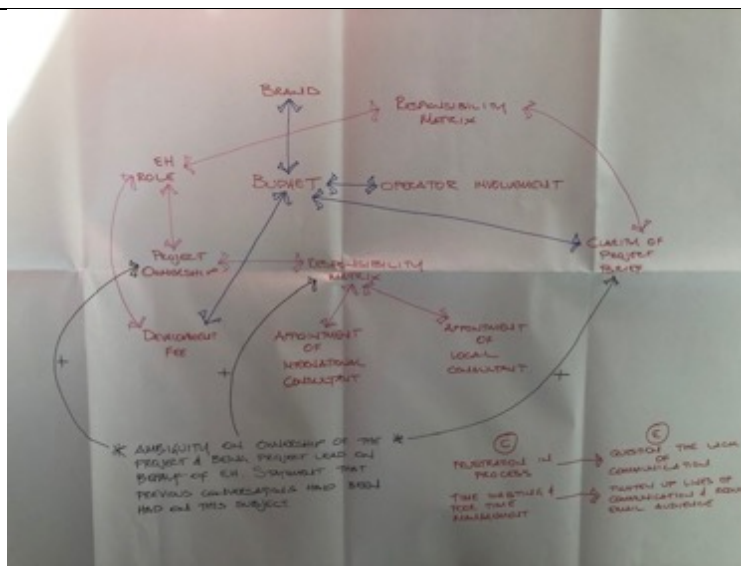 BRAND
RESPONSIBILITY
MATRIX
EH
ROLE
BUDGET
OPERATOR INVOLVEMENT
PROJECT
OWNERSHIP
RESPONSIBILITY
MATRIX
CLARITY OF
PROJECT
BRIEF
DEVELOPMENT
FEE
APPOINTMENT
OF
INTERNATIONAL
CONSULTANT
APPOINTMENT
OF
LOCAL
CONSULTANT
+
+
+
* AMBIGUITY ON OWNERSHIP OF THE *
PROJECT & BEING PROJECT LEAD ON
BEHALF OF EH. STATEMENT THAT
PREVIOUS CONVERSATIONS HAD BEEN
HAD ON THIS SUBJECT.
C
E
FRUSTRATION IN
PROCESS
QUESTION THE LACK
OF
COMMUNICATION
TIME WASTING &
POOR TIME
MANAGEMENT
TIGHTEN UP LINES OF
COMMUNICATION &
EMAIL AUDIENCE